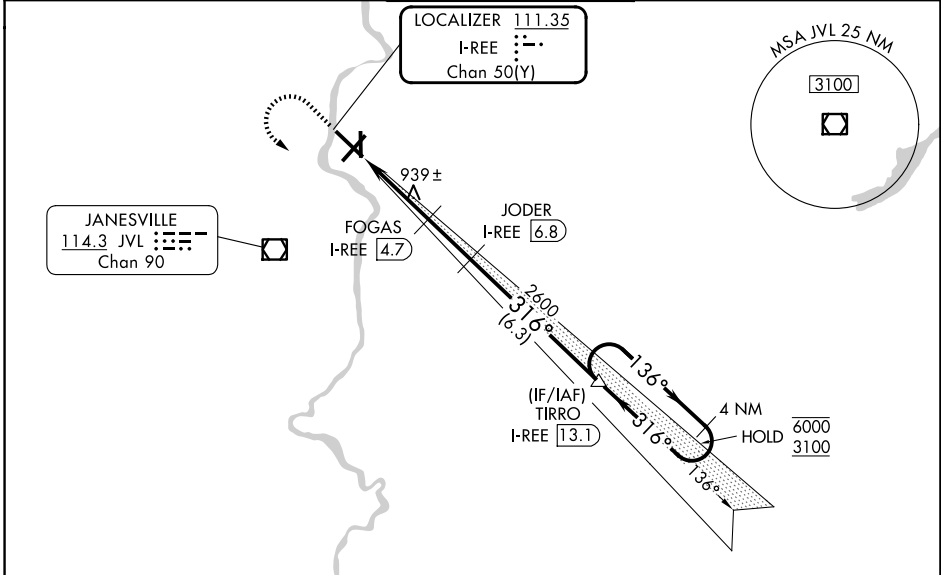 LOCALIZER 111.35
I-REE
Chan 50(Y)
MSA JVL 25 NM
3100
939±
JANESVILLE
114.3 JVL
Chan 90
FOGAS
I-REE 4.7
JODER
I-REE 6.8
2600
316°
(6.3)
136°
(IF/IAF)
TIRRO
I-REE 13.1
4 NM
HOLD
6000
3100
316°
136°